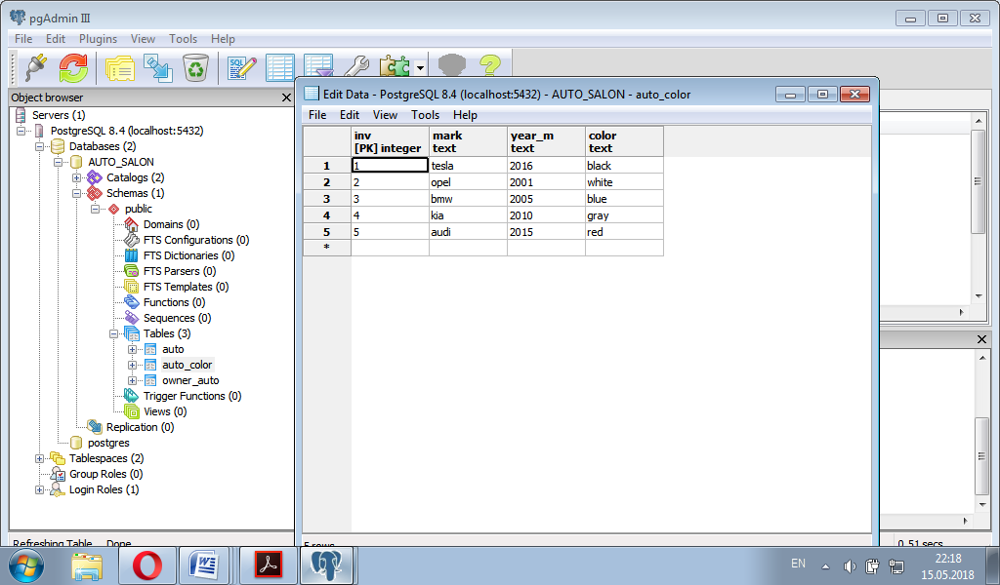 pgAdmin III
File Edit Plugins View Tools Help
SQL
Object browser
Servers (1)
PostgreSQL 8.4 (localhost:5432)
Databases (2)
AUTO_SALON
Catalogs (2)
Schemas (1)
public
Domains (0)
FTS Configurations (0)
FTS Dictionaries (0)
FTS Parsers (0)
FTS Templates (0)
Functions (0)
Sequences (0)
Tables (3)
auto
auto_color
owner_auto
Trigger Functions (0)
Views (0)
Replication (0)
postgres
Tablespaces (2)
Group Roles (0)
Login Roles (1)
Refreshing Table... Done.
Edit Data - PostgreSQL 8.4 (localhost:5432) - AUTO_SALON - auto_color
File Edit View Tools Help
inv mark year_m color
[PK] integer text text text
1 1 tesla 2016 black
2 2 opel 2001 white
3 3 bmw 2005 blue
4 4 kia 2010 gray
5 5 audi 2015 red
*
5 rows.
0.51 secs
EN
22:18
15.05.2018